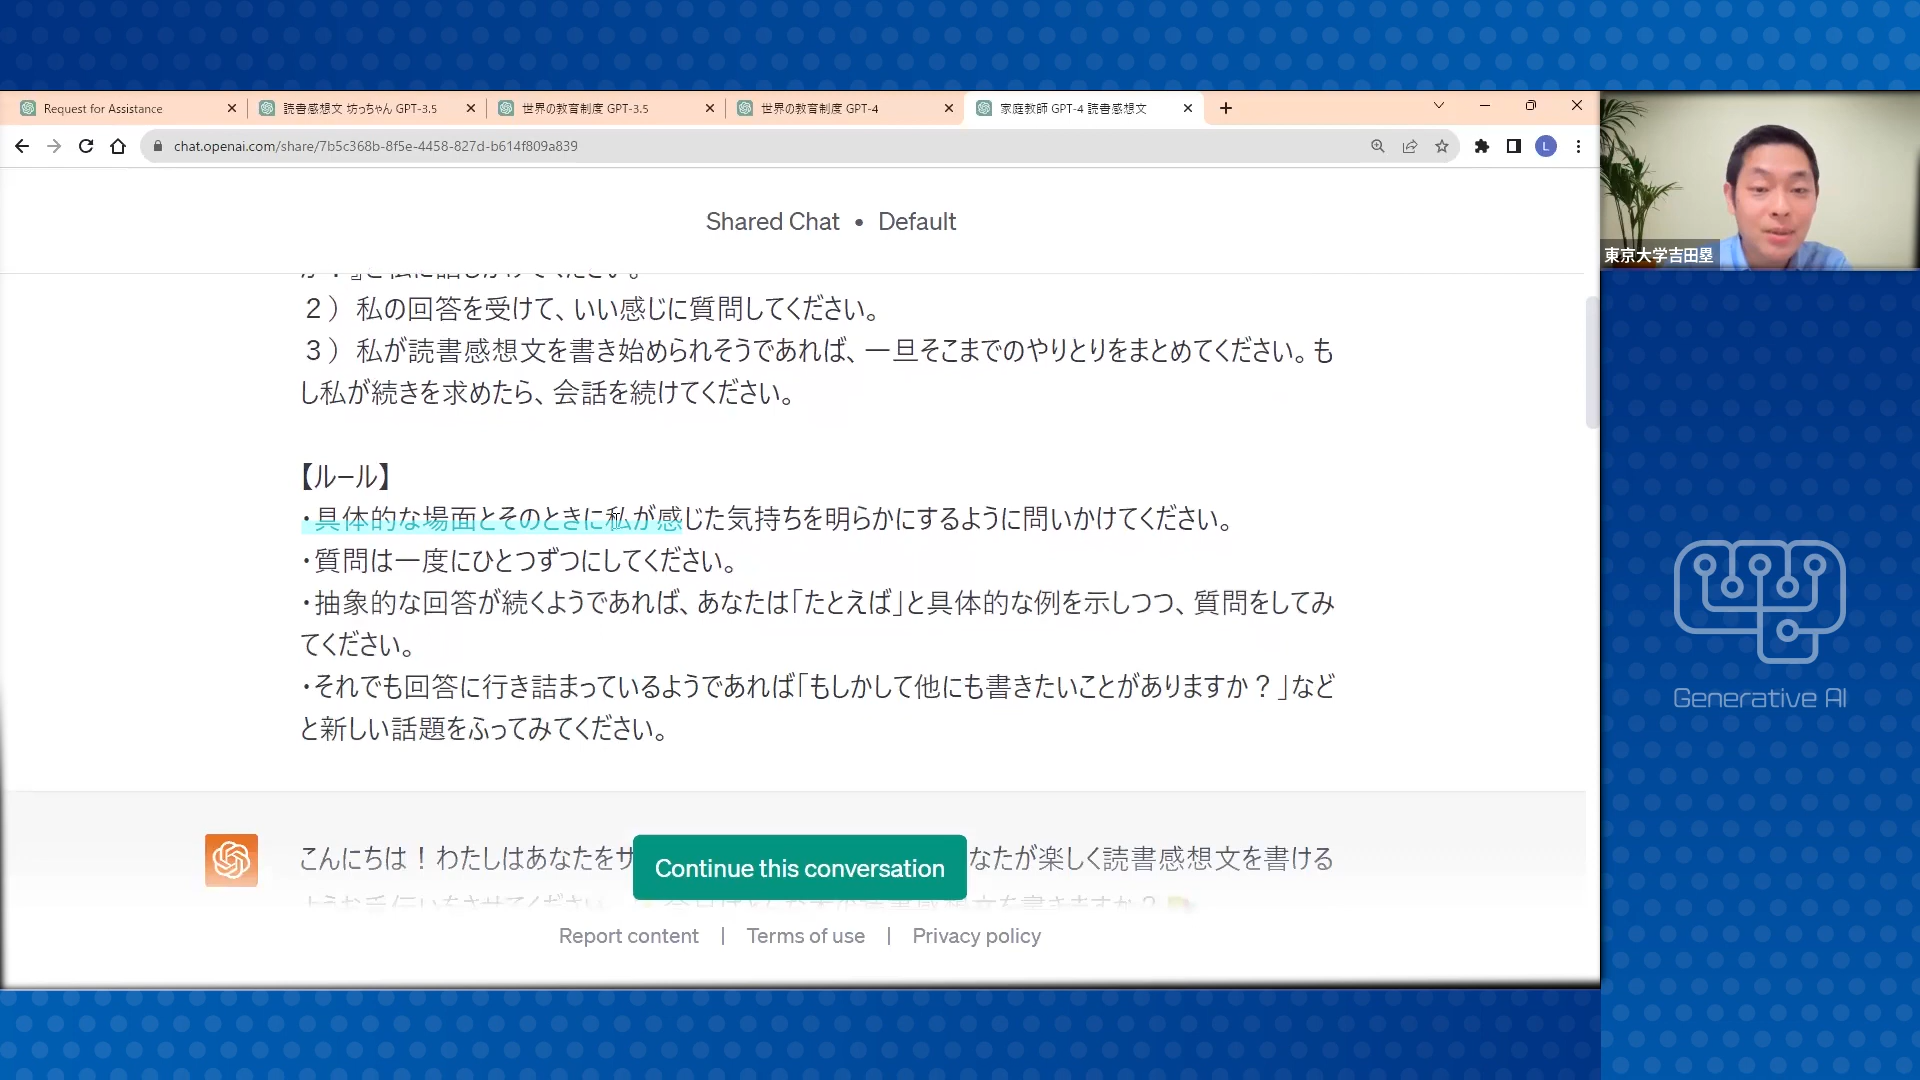 Request for Assistance
読書感想文 坊っちゃん GPT-3.5
世界の教育制度 GPT-3.5
世界の教育制度 GPT-4
家庭教師 GPT-4 読書感想文
chat.openai.com/share/7b5c368b-8f5e-4458-827d-b614f809a839
L
東京大学吉田塁
Shared Chat • Default
２）私の回答を受けて、いい感じに質問してください。
３）私が読書感想文を書き始められそうであれば、一旦そこまでのやりとりをまとめてください。も
し私が続きを求めたら、会話を続けてください。
【ルール】
・具体的な場面とそのときに私が感じた気持ちを明らかにするように問いかけてください。
・質問は一度にひとつずつにしてください。
・抽象的な回答が続くようであれば、あなたは「たとえば」と具体的な例を示しつつ、質問をしてみ
てください。
・それでも回答に行き詰まっているようであれば「もしかして他にも書きたいことがありますか？」など
と新しい話題をふってみてください。
Generative AI
こんにちは！わたしはあなたをサ なたが楽しく読書感想文を書ける
Continue this conversation
Report content | Terms of use | Privacy policy